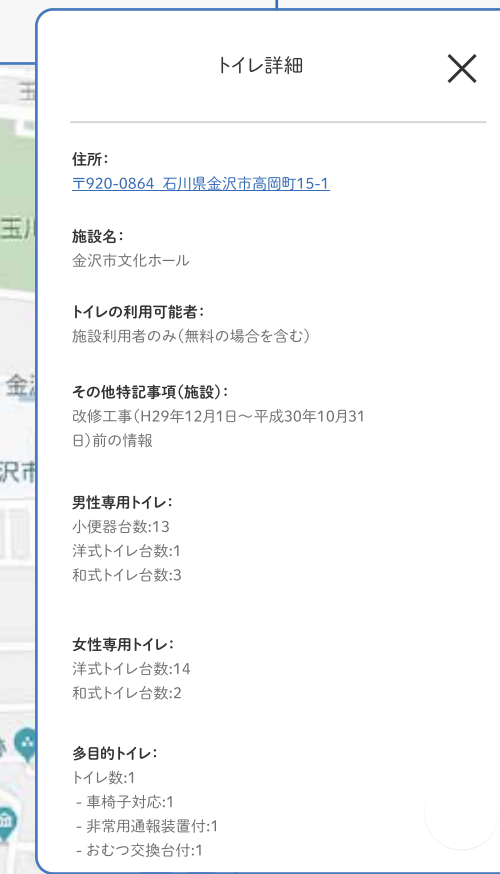 トイレ詳細
住所:
〒920-0864 石川県金沢市高岡町15-1
施設名:
金沢市文化ホール
トイレの利用可能者:
施設利用者のみ(無料の場合を含む)
その他特記事項(施設):
改修工事(H29年12月1日〜平成30年10月31
日)前の情報
男性専用トイレ:
小便器台数:13
洋式トイレ台数:1
和式トイレ台数:3
女性専用トイレ:
洋式トイレ台数:14
和式トイレ台数:2
多目的トイレ:
トイレ数:1
- 車椅子対応:1
- 非常用通報装置付:1
- おむつ交換台付:1
玉
玉川
金沢
沢市